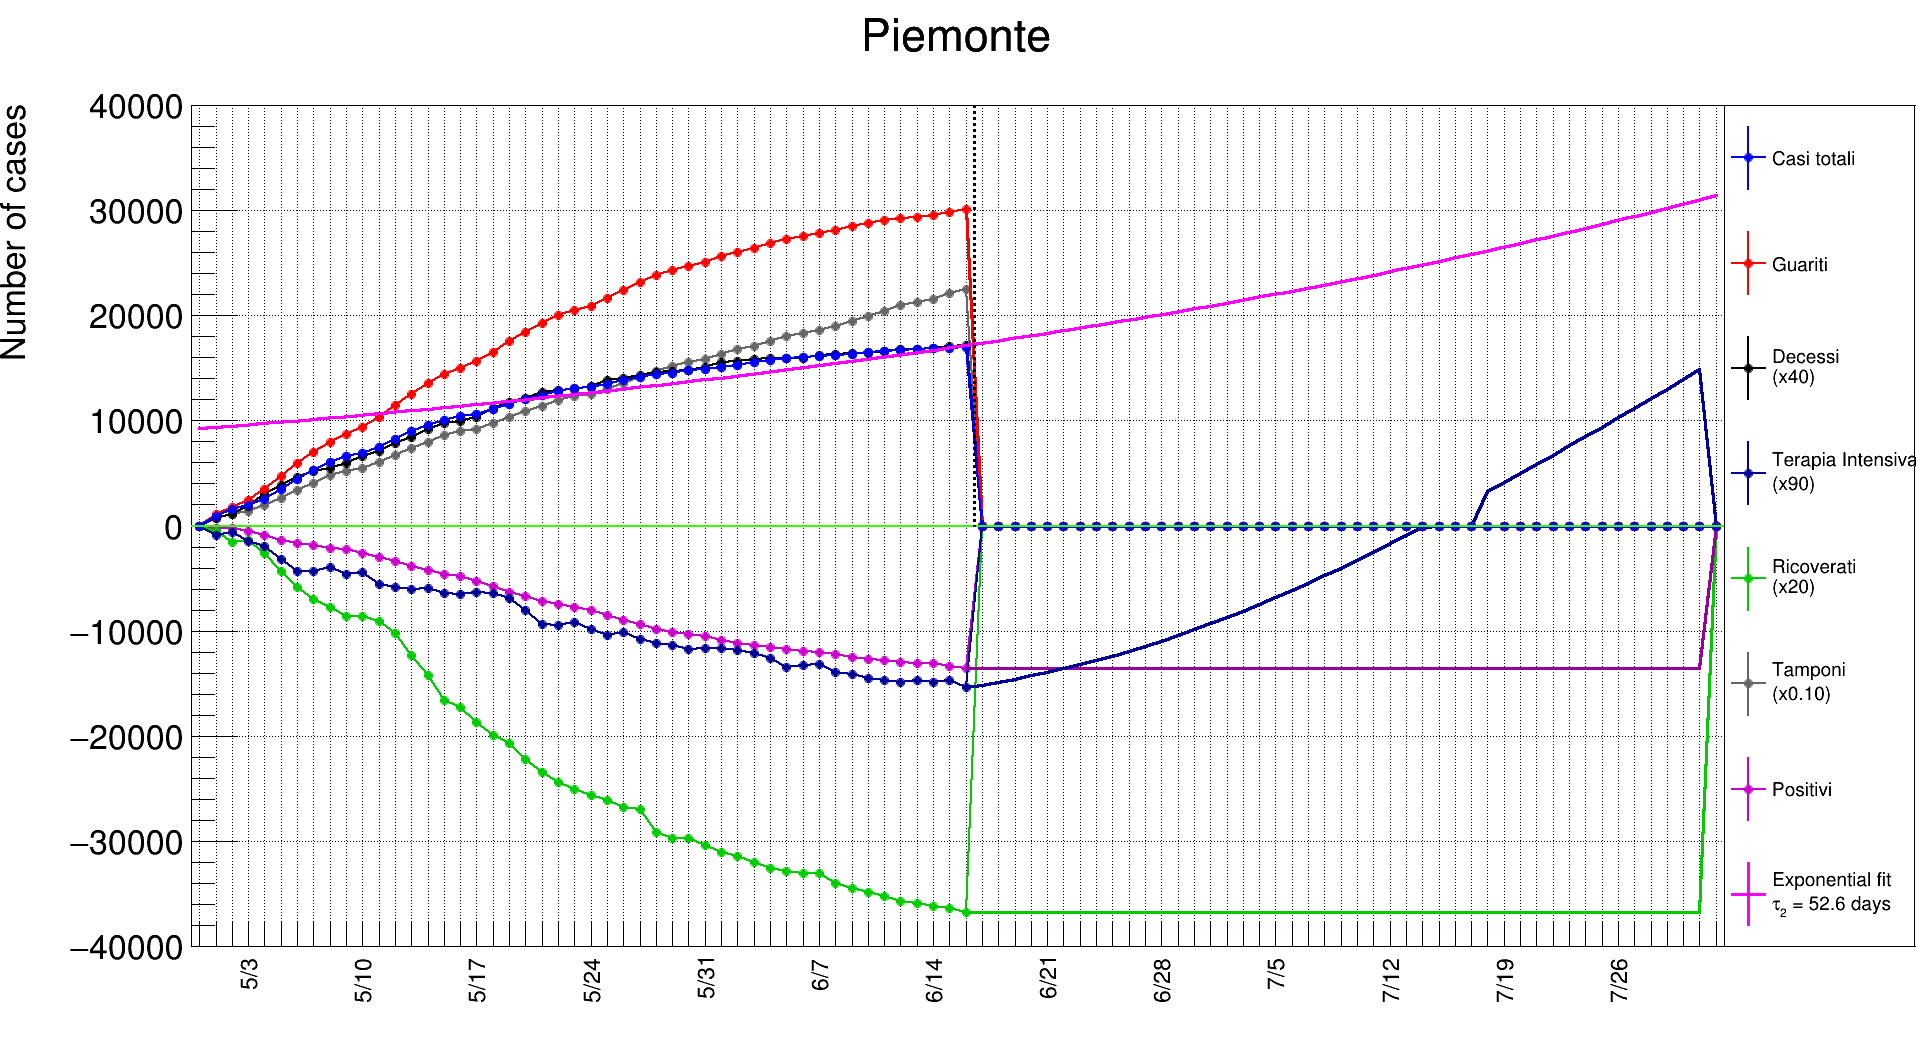 Piemonte
Number of cases
40000
30000
20000
10000
0
−10000
−20000
−30000
−40000
5/3
5/10
5/17
5/24
5/31
6/7
6/14
6/21
6/28
7/5
7/12
7/19
7/26
Casi totali
Guariti
Decessi
(x40)
Terapia Intensiva
(x90)
Ricoverati
(x20)
Tamponi
(x0.10)
Positivi
Exponential fit
τ₂ = 52.6 days